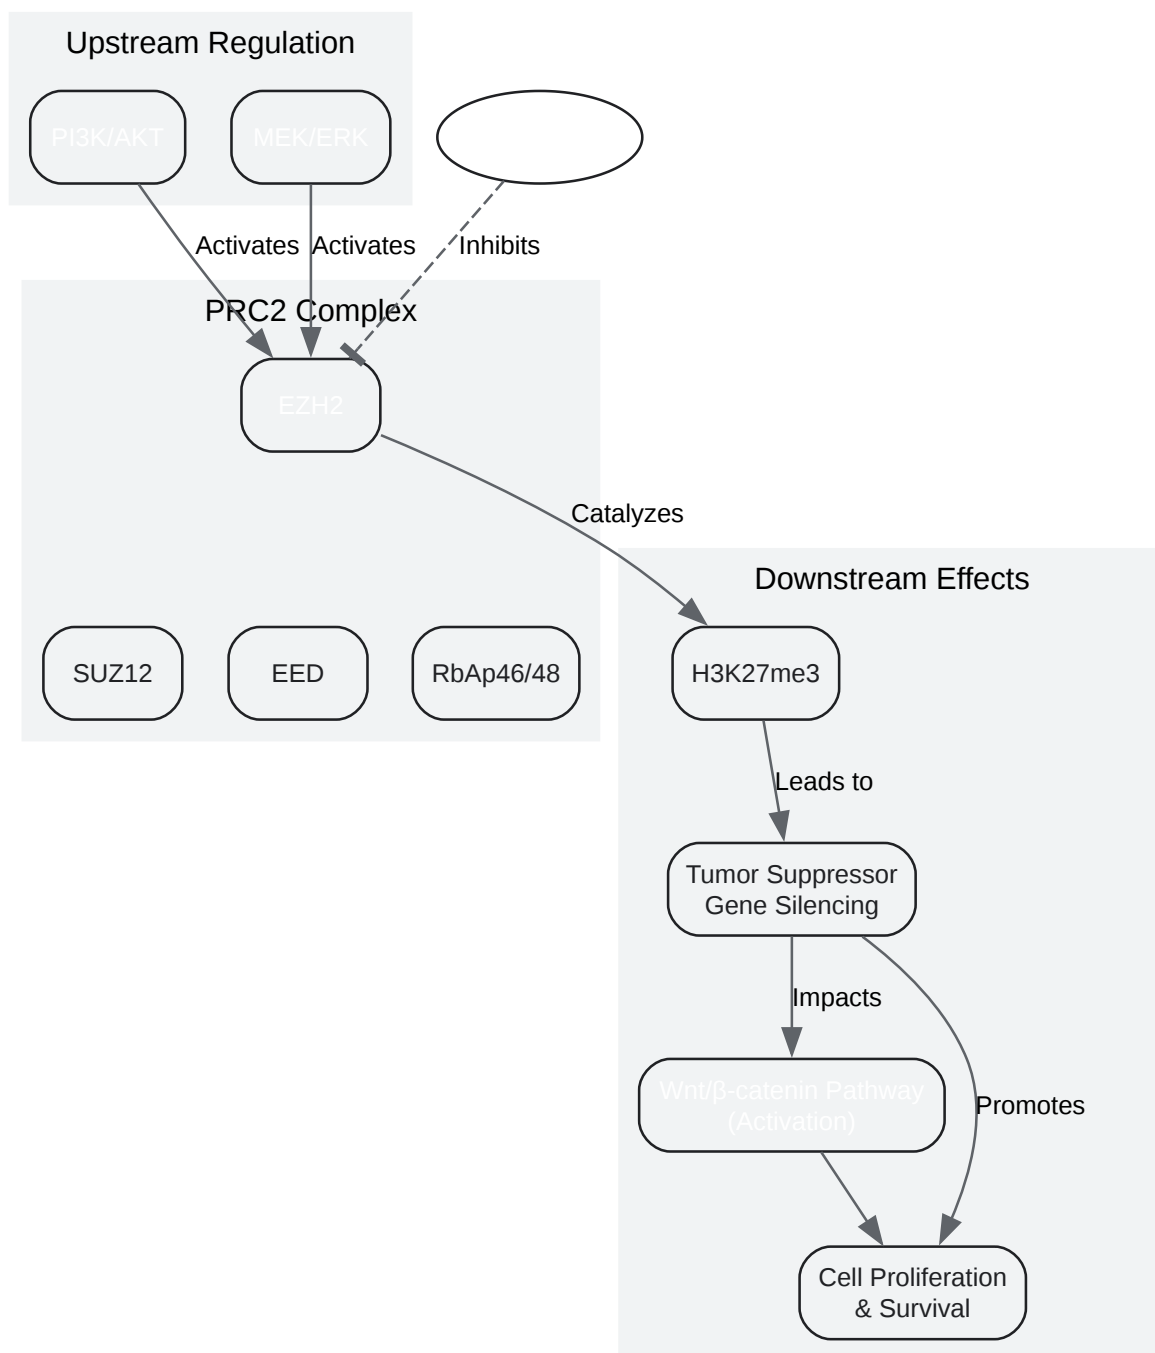 Upstream Regulation
PI3K/AKT
MEK/ERK
Activates
Activates
Inhibits
PRC2 Complex
EZH2
Catalyzes
Downstream Effects
SUZ12
EED
RbAp46/48
H3K27me3
Leads to
Tumor Suppressor
Gene Silencing
Impacts
Wnt/β-catenin Pathway
(Activation)
Promotes
Cell Proliferation
& Survival